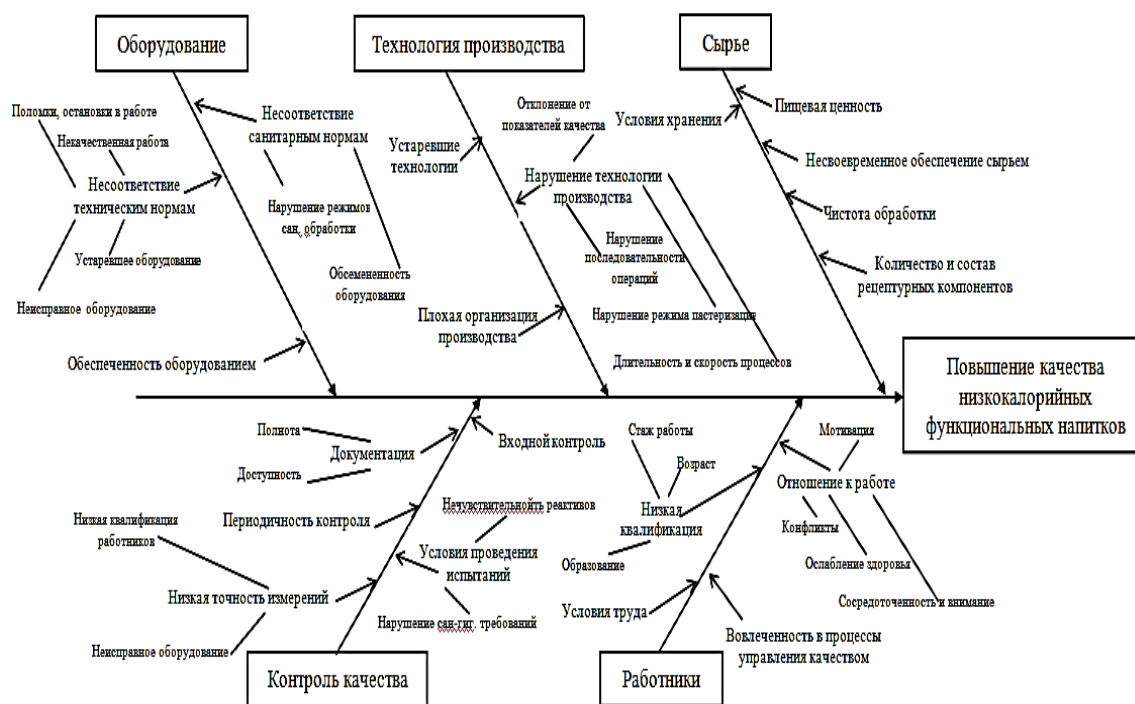 Оборудование
Технология производства
Сырье
Поломки, остановки в работе
Некачественная работа
Несоответствие
техническим нормам
Устаревшее оборудование
Неисправное оборудование
Несоответствие
санитарным нормам
Нарушение режимов
сан, обработки
Обсемененность
оборудования
Обеспеченность оборудованием
Устаревшие
технологии
Отклонение от
показателей качества
Нарушение технологии
производства
Нарушение
последовательности
операций
Нарушение режима пастеризации
Длительность и скорость процессов
Плохая организация
производства
Условия хранения
Пищевая ценность
Несвоевременное обеспечение сырьем
Чистота обработки
Количество и состав
рецептурных компонентов
Повышение качества
низкокалорийных
функциональных напитков
Полнота
Документация
Доступность
Входной контроль
Периодичность контроля
Нечувствительнойть реактивов
Условия проведения
испытаний
Нарушение сан-гиг. требований
Низкая квалификация
работников
Низкая точность измерений
Неисправное оборудование
Контроль качества
Стаж работы
Возраст
Низкая
квалификация
Образование
Условия труда
Мотивация
Отношение к работе
Конфликты
Ослабление здоровья
Сосредоточенность и внимание
Вовлеченность в процессы
управления качеством
Работники